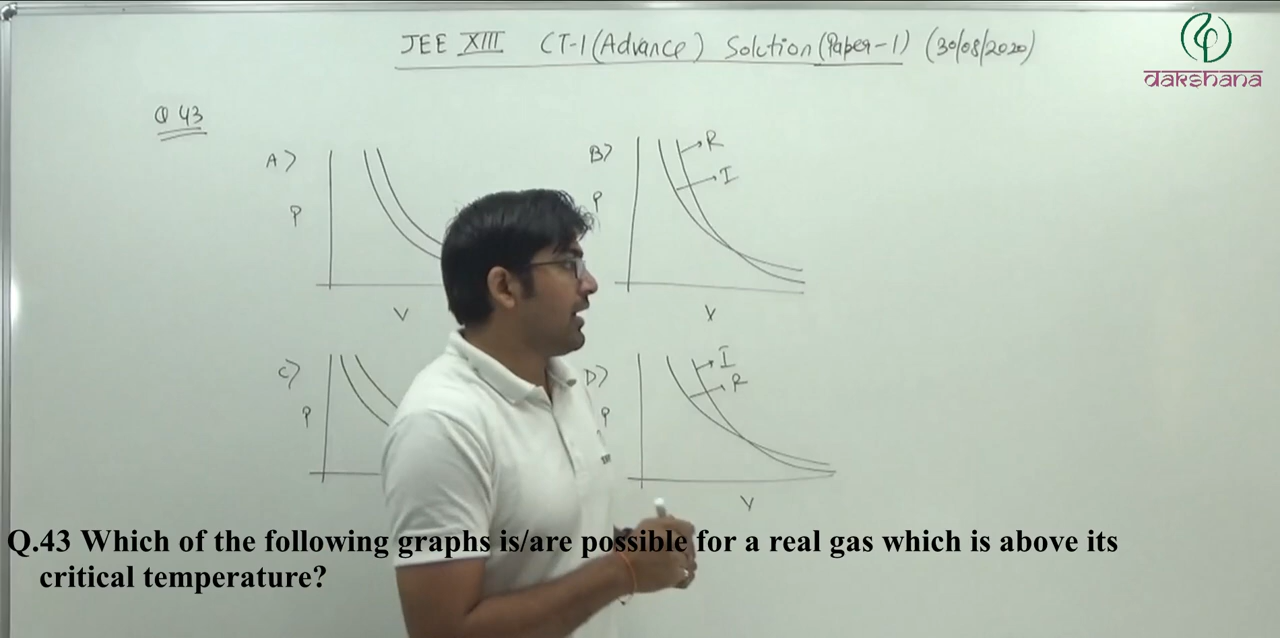 JEE XIII CT-1 (Advance) Solution (Paper-1) (30/08/2020)
dakshana
Q 43
A>
P
V
B>
R
I
P
V
C>
P
D>
I
R
P
V
Q.43 Which of the following graphs is/are possible for a real gas which is above its
critical temperature?